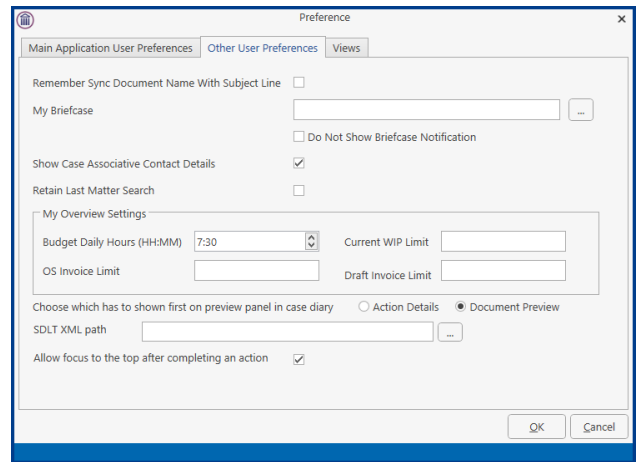 Preference
Main Application User Preferences Other User Preferences Views
Remember Sync Document Name With Subject Line
My Briefcase ...
Do Not Show Briefcase Notification
Show Case Associative Contact Details
Retain Last Matter Search
My Overview Settings
Budget Daily Hours (HH:MM) 7:30 Current WIP Limit
OS Invoice Limit Draft Invoice Limit
Choose which has to shown first on preview panel in case diary Action Details Document Preview
SDLT XML path ...
Allow focus to the top after completing an action
OK Cancel